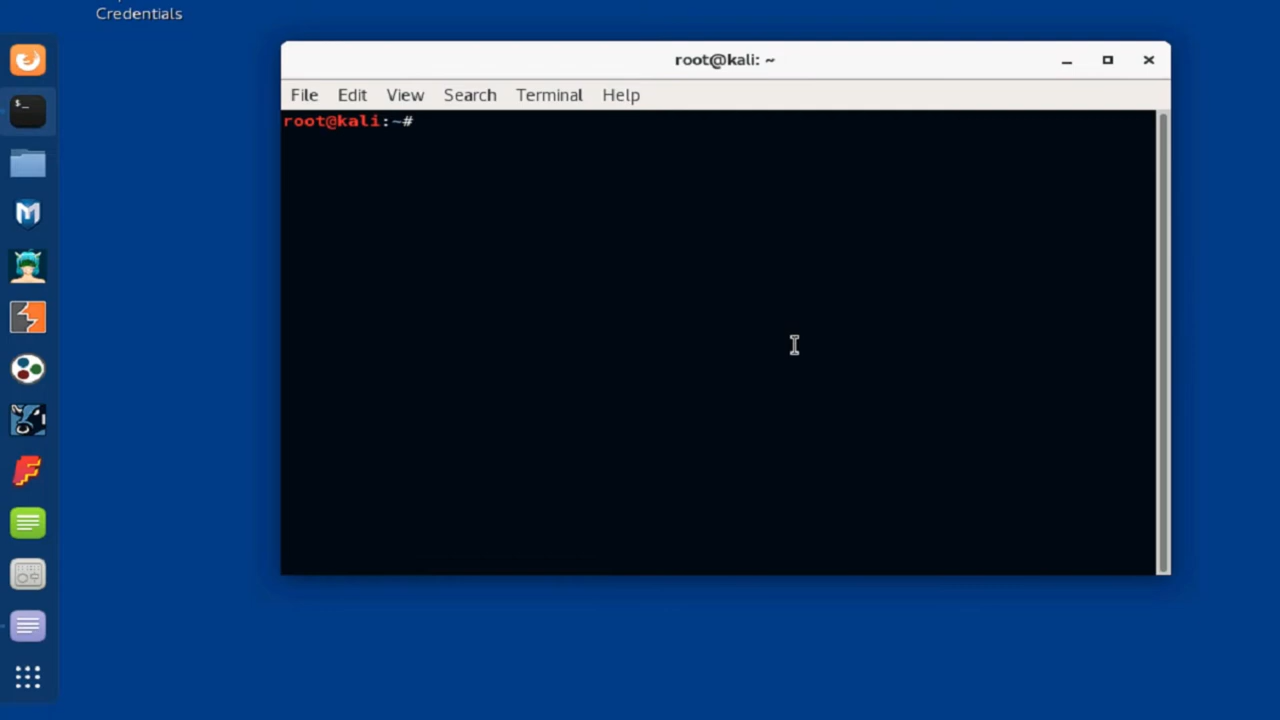 Credentials
root@kali: ~
File Edit View Search Terminal Help
root@kali:~#